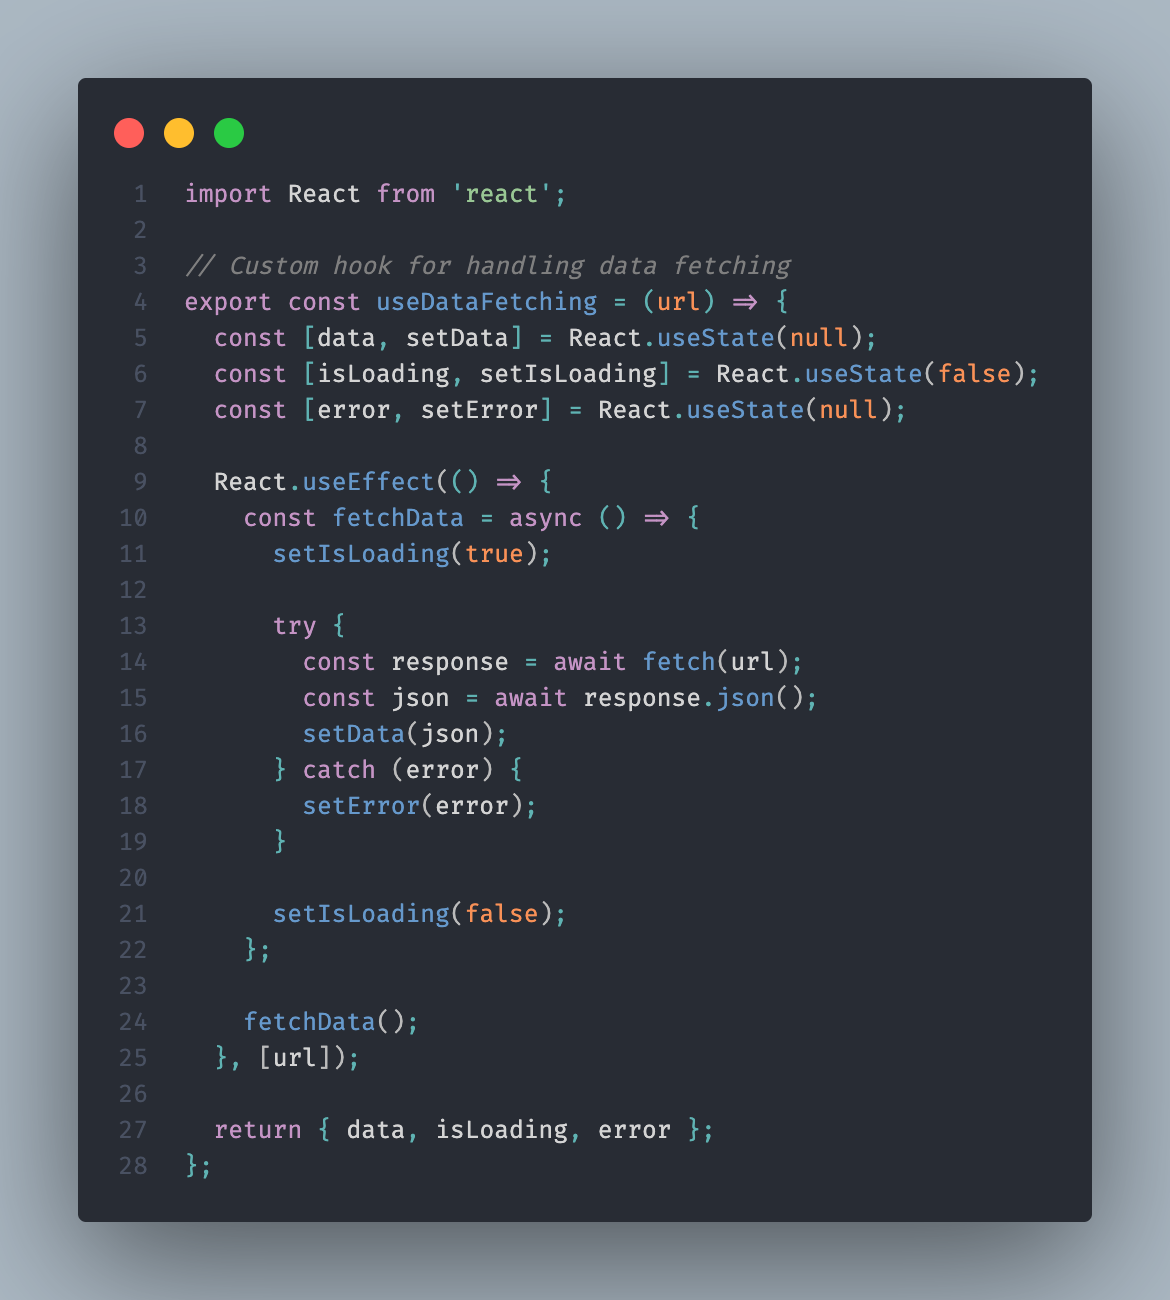 1 import React from 'react';
2
3 // Custom hook for handling data fetching
4 export const useDataFetching = (url) => {
5   const [data, setData] = React.useState(null);
6   const [isLoading, setIsLoading] = React.useState(false);
7   const [error, setError] = React.useState(null);
8
9   React.useEffect(() => {
10     const fetchData = async () => {
11       setIsLoading(true);
12
13       try {
14         const response = await fetch(url);
15         const json = await response.json();
16         setData(json);
17       } catch (error) {
18         setError(error);
19       }
20
21       setIsLoading(false);
22     };
23
24     fetchData();
25   }, [url]);
26
27   return { data, isLoading, error };
28 };